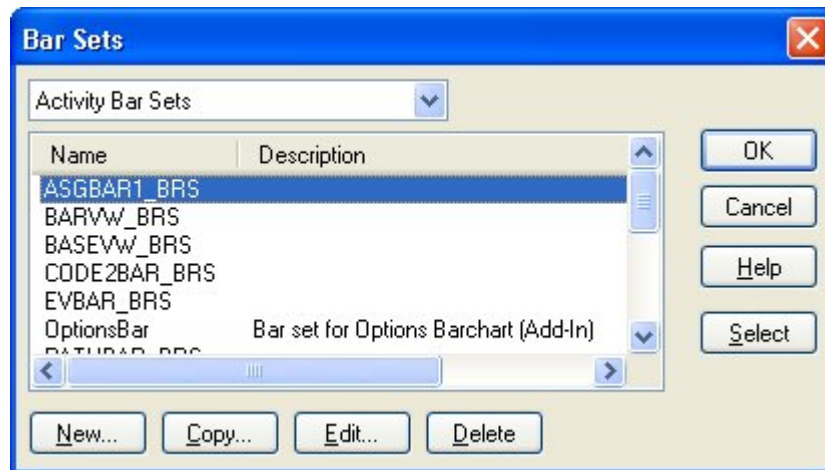 Bar Sets
Activity Bar Sets
Name Description
ASGBAR1_BRS
BARVW_BRS
BASEVW_BRS
CODE2BAR_BRS
EVBAR_BRS
OptionsBar Bar set for Options Barchart (Add-In)
OK
Cancel
Help
Select
New... Copy... Edit... Delete